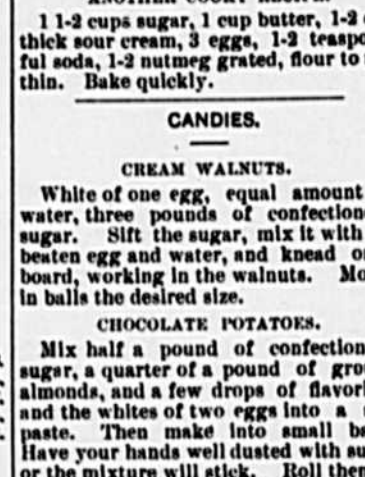 1 1-2 cups sugar, 1 cup butter, 1-2
thick sour cream, 3 eggs, 1-2 teaspo
ful soda, 1-2 nutmeg grated, flour to
thin. Bake quickly.
CANDIES.
CREAM WALNUTS.
White of one egg, equal amount
water, three pounds of confection
sugar. Sift the sugar, mix it with
beaten egg and water, and knead o
board, working in the walnuts. Mo
in balls the desired size.
CHOCOLATE POTATOES.
Mix half a pound of confection
sugar, a quarter of a pound of gro
almonds, and a few drops of flavori
and the whites of two eggs into a
paste. Then make into small ba
Have your hands well dusted with su
or the mixture will stick. Roll then